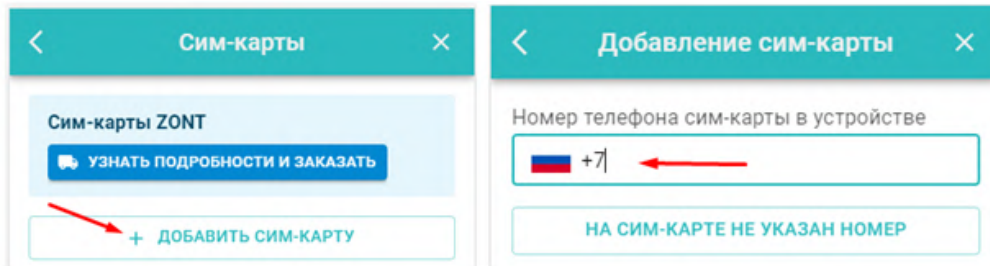 Сим-карты
Сим-карты ZONT
УЗНАТЬ ПОДРОБНОСТИ И ЗАКАЗАТЬ
+ ДОБАВИТЬ СИМ-КАРТУ
Добавление сим-карты
Номер телефона сим-карты в устройстве
+7
НА СИМ-КАРТЕ НЕ УКАЗАН НОМЕР